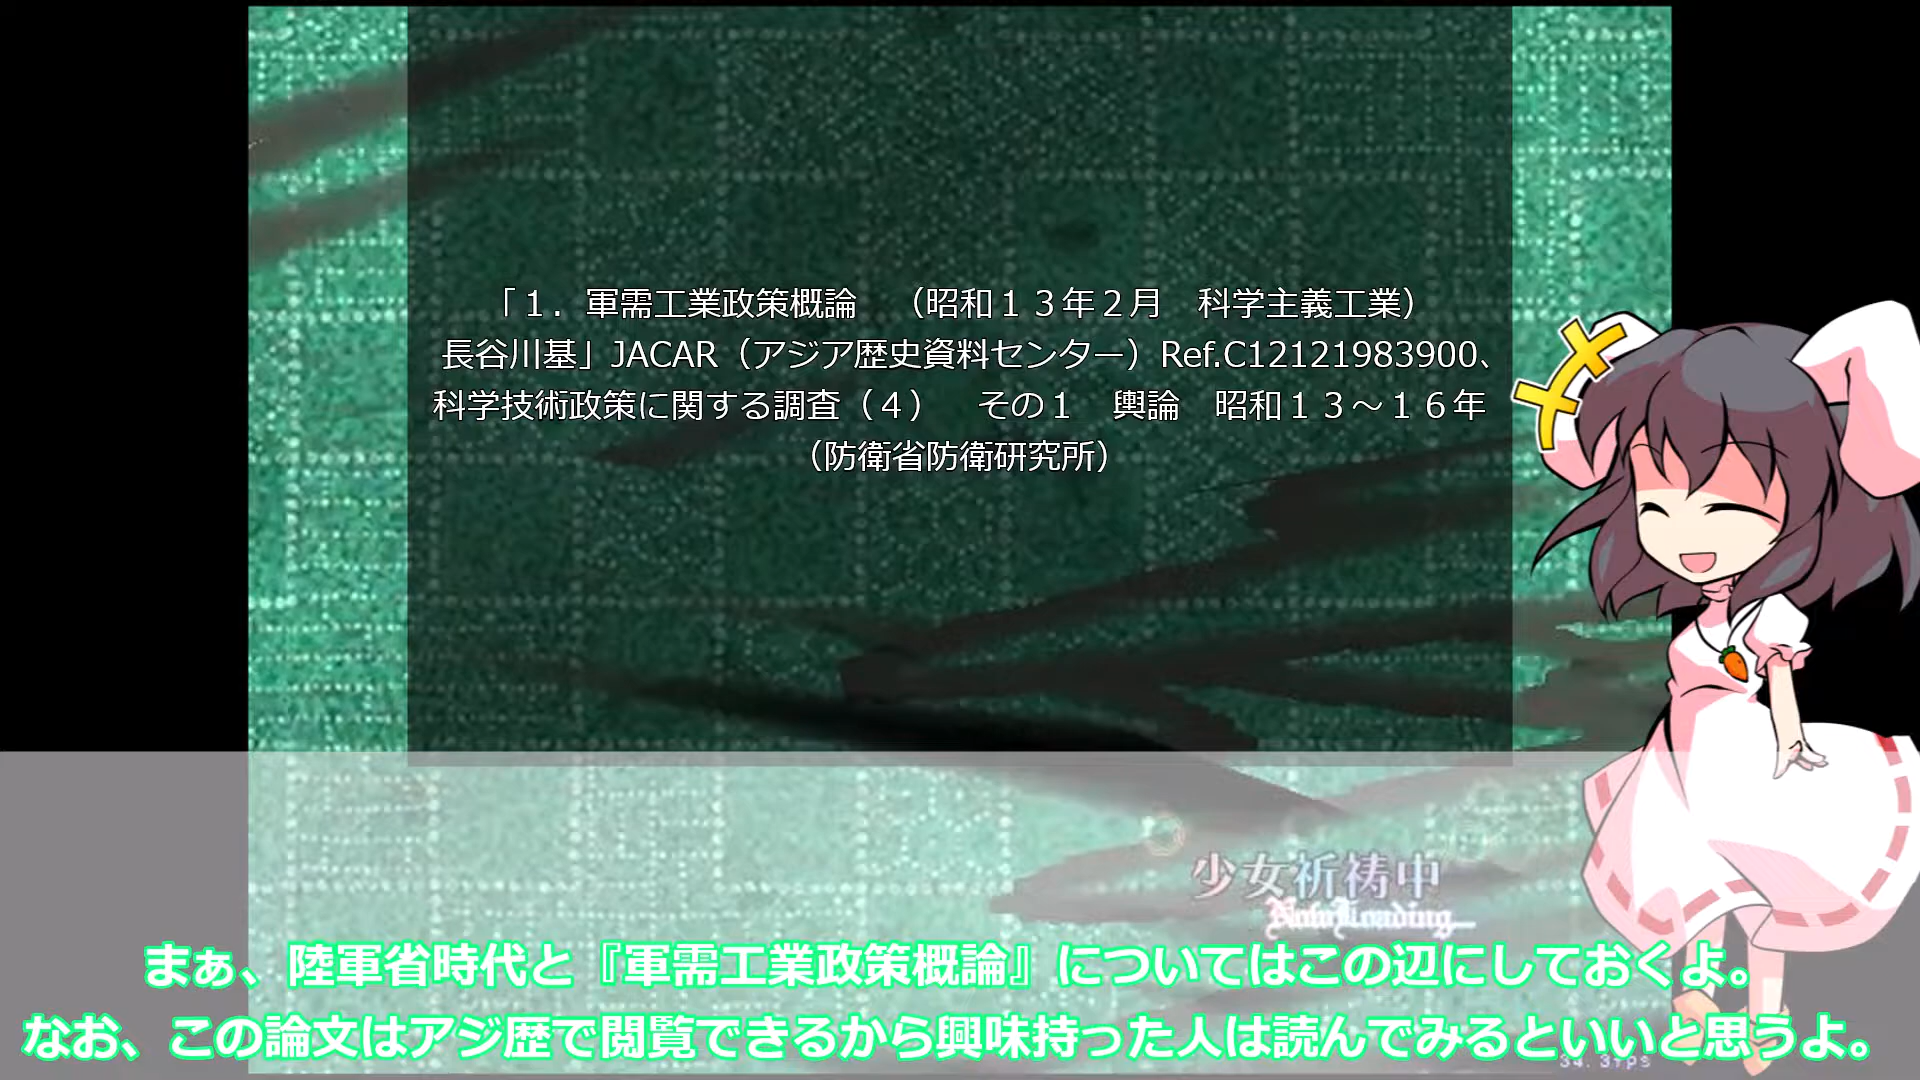 「１．軍需工業政策概論　（昭和１３年２月　科学主義工業）
長谷川基」JACAR（アジア歴史資料センター）Ref.C12121983900、
科学技術政策に関する調査（４）　その１　輿論　昭和１３～１６年
（防衛省防衛研究所）
少女祈祷中
Now Loading...
まぁ、陸軍省時代と『軍需工業政策概論』についてはこの辺にしておくよ。
なお、この論文はアジ歴で閲覧できるから興味持った人は読んでみるといいと思うよ。